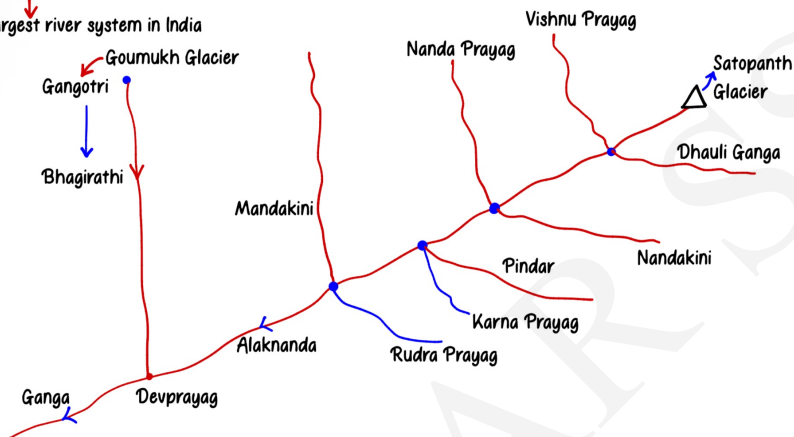 rgest river system in India
Vishnu Prayag
Nanda Prayag
Goumukh Glacier
Gangotri
Satopanth
Glacier
Bhagirathi
Dhauli Ganga
Mandakini
Nandakini
Pindar
Karna Prayag
Alaknanda
Rudra Prayag
Ganga
Devprayag
AR S